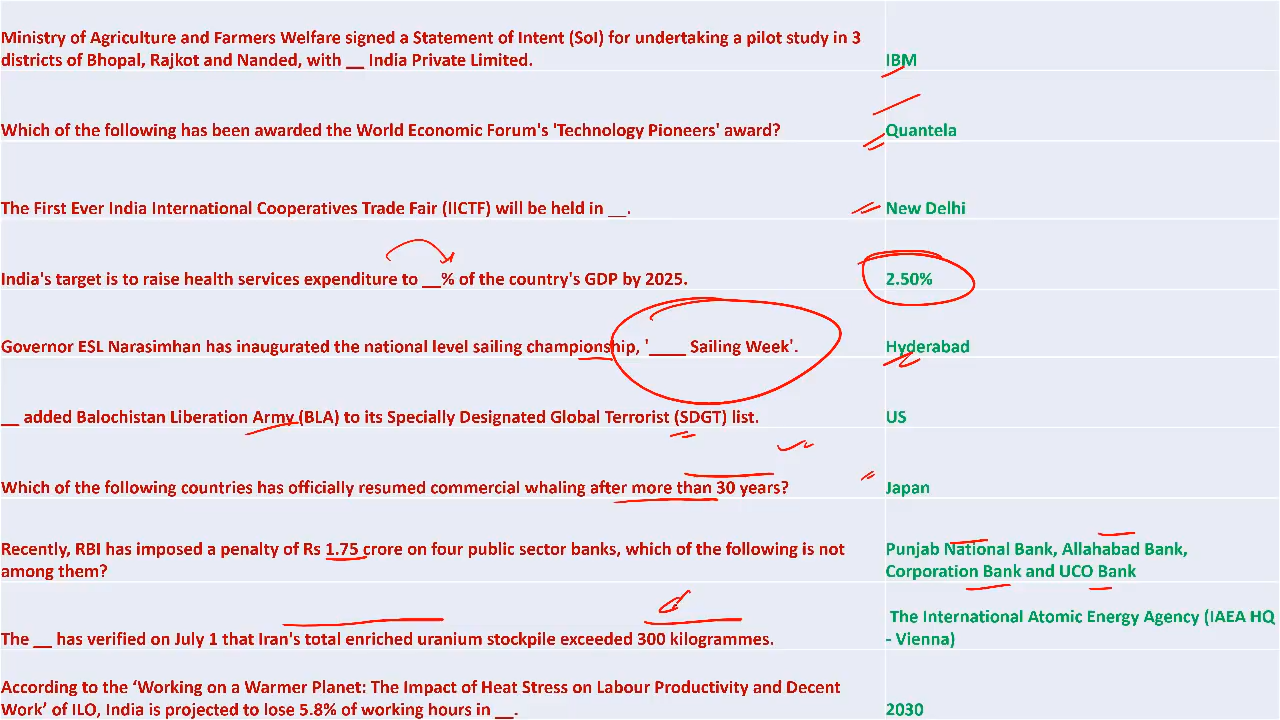 Ministry of Agriculture and Farmers Welfare signed a Statement of Intent (SoI) for undertaking a pilot study in 3
districts of Bhopal, Rajkot and Nanded, with __ India Private Limited.
IBM
Which of the following has been awarded the World Economic Forum's 'Technology Pioneers' award?
Quantela
The First Ever India International Cooperatives Trade Fair (IICTF) will be held in __.
New Delhi
India's target is to raise health services expenditure to __% of the country's GDP by 2025.
2.50%
Governor ESL Narasimhan has inaugurated the national level sailing championship, '____ Sailing Week'.
Hyderabad
__ added Balochistan Liberation Army (BLA) to its Specially Designated Global Terrorist (SDGT) list.
US
Which of the following countries has officially resumed commercial whaling after more than 30 years?
Japan
Recently, RBI has imposed a penalty of Rs 1.75 crore on four public sector banks, which of the following is not
among them?
Punjab National Bank, Allahabad Bank,
Corporation Bank and UCO Bank
The __ has verified on July 1 that Iran's total enriched uranium stockpile exceeded 300 kilogrammes.
The International Atomic Energy Agency (IAEA HQ
- Vienna)
According to the ‘Working on a Warmer Planet: The Impact of Heat Stress on Labour Productivity and Decent
Work’ of ILO, India is projected to lose 5.8% of working hours in __.
2030